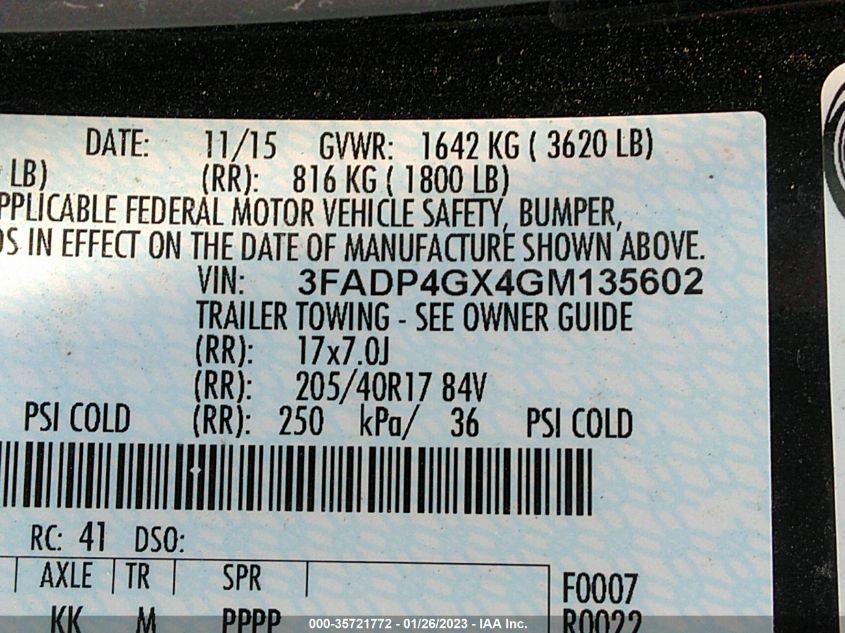 DATE: 11/15 GVWR: 1642 KG ( 3620 LB)
LB) (RR): 816 KG ( 1800 LB)
APPLICABLE FEDERAL MOTOR VEHICLE SAFETY, BUMPER,
IN EFFECT ON THE DATE OF MANUFACTURE SHOWN ABOVE.
VIN: 3FADP4GX4GM135602
TRAILER TOWING - SEE OWNER GUIDE
(RR): 17x7.0J
(RR): 205/40R17 84V
PSI COLD (RR): 250 kPa/ 36 PSI COLD
RC: 41 DSO:
AXLE TR SPR F0007
KK M PPPP R0022
000-35721772 - 01/26/2023 - IAA Inc.